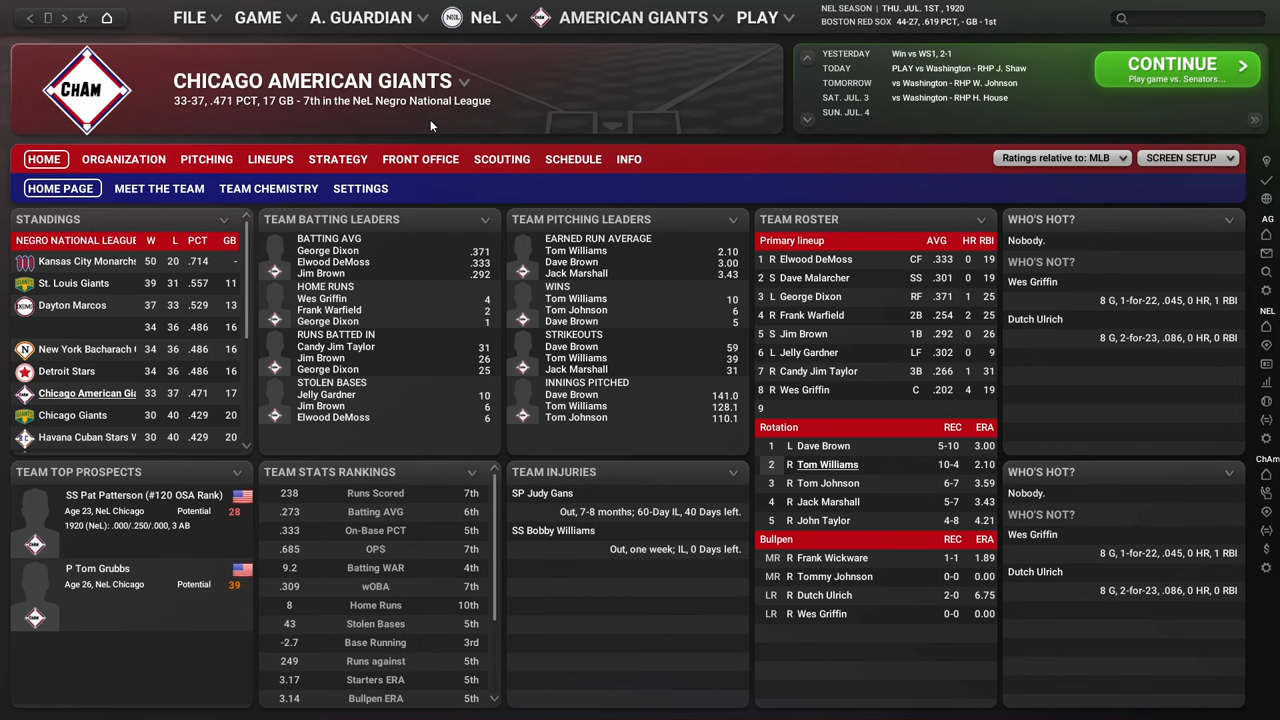 FILE GAME A. GUARDIAN NeL AMERICAN GIANTS PLAY
NEL SEASON | THU. JUL. 1ST , 1920
BOSTON RED SOX 44-27, .619 PCT, - GB - 1st
ChAM
CHICAGO AMERICAN GIANTS
33-37, .471 PCT, 17 GB - 7th in the NeL Negro National League
YESTERDAY Win vs WS1, 2-1
TODAY PLAY vs Washington - RHP J. Shaw
TOMORROW vs Washington - RHP W. Johnson
SAT. JUL. 3 vs Washington - RHP H. House
SUN. JUL. 4
CONTINUE
Play game vs. Senators...
HOME ORGANIZATION PITCHING LINEUPS STRATEGY FRONT OFFICE SCOUTING SCHEDULE INFO
Ratings relative to: MLB SCREEN SETUP
HOME PAGE MEET THE TEAM TEAM CHEMISTRY SETTINGS
STANDINGS
NEGRO NATIONAL LEAGUE W L PCT GB
Kansas City Monarchs 50 20 .714 -
St. Louis Giants 39 31 .557 11
Dayton Marcos 37 33 .529 13
34 36 .486 16
New York Bacharach 34 36 .486 16
Detroit Stars 34 36 .486 16
Chicago American Gia 33 37 .471 17
Chicago Giants 30 40 .429 20
Havana Cuban Stars W 30 40 .429 20
TEAM BATTING LEADERS
BATTING AVG
George Dixon .371
Elwood DeMoss .333
Jim Brown .292
HOME RUNS
Wes Griffin 4
Frank Warfield 2
George Dixon 1
RUNS BATTED IN
Candy Jim Taylor 31
Jim Brown 26
George Dixon 25
STOLEN BASES
Jelly Gardner 10
Jim Brown 6
Elwood DeMoss 6
TEAM PITCHING LEADERS
EARNED RUN AVERAGE
Tom Williams 2.10
Dave Brown 3.00
Jack Marshall 3.43
WINS
Tom Williams 10
Tom Johnson 6
Dave Brown 5
STRIKEOUTS
Dave Brown 59
Tom Williams 39
Jack Marshall 31
INNINGS PITCHED
Dave Brown 141.0
Tom Williams 128.1
Tom Johnson 110.1
TEAM ROSTER
Primary lineup AVG HR RBI
1 R Elwood DeMoss CF .333 0 19
2 S Dave Malarcher SS .301 0 19
3 L George Dixon RF .371 1 25
4 R Frank Warfield 2B .254 2 25
5 S Jim Brown 1B .292 0 26
6 L Jelly Gardner LF .302 0 9
7 R Candy Jim Taylor 3B .266 1 31
8 R Wes Griffin C .202 4 19
9
Rotation REC ERA
1 L Dave Brown 5-10 3.00
2 R Tom Williams 10-4 2.10
3 R Tom Johnson 6-7 3.59
4 R Jack Marshall 5-7 3.43
5 R John Taylor 4-8 4.21
Bullpen REC ERA
MR R Frank Wickware 1-1 1.89
MR R Tommy Johnson 0-0 0.00
LR R Dutch Ulrich 2-0 6.75
LR R Wes Griffin 0-0 0.00
WHO'S HOT?
Nobody.
WHO'S NOT?
Wes Griffin
8 G, 1-for-22, .045, 0 HR, 1 RBI
Dutch Ulrich
8 G, 2-for-23, .086, 0 HR, 0 RBI
TEAM TOP PROSPECTS
SS Pat Patterson (#120 OSA Rank)
Age 23, NeL Chicago Potential 28
1920 (NeL): .000/.250/.000, 3 AB
P Tom Grubbs
Age 26, NeL Chicago Potential 39
TEAM STATS RANKINGS
238 Runs Scored 7th
.273 Batting AVG 6th
.333 On-Base PCT 5th
.685 OPS 7th
9.2 Batting WAR 4th
.309 wOBA 7th
8 Home Runs 10th
43 Stolen Bases 5th
-2.7 Base Running 3rd
249 Runs against 5th
3.17 Starters ERA 5th
3.14 Bullpen ERA 5th
TEAM INJURIES
SP Judy Gans
Out, 7-8 months; 60-Day IL, 40 Days left.
SS Bobby Williams
Out, one week; IL, 0 Days left.
WHO'S HOT?
Nobody.
WHO'S NOT?
Wes Griffin
8 G, 1-for-22, .045, 0 HR, 1 RBI
Dutch Ulrich
8 G, 2-for-23, .086, 0 HR, 0 RBI
AG
NEL
ChAm